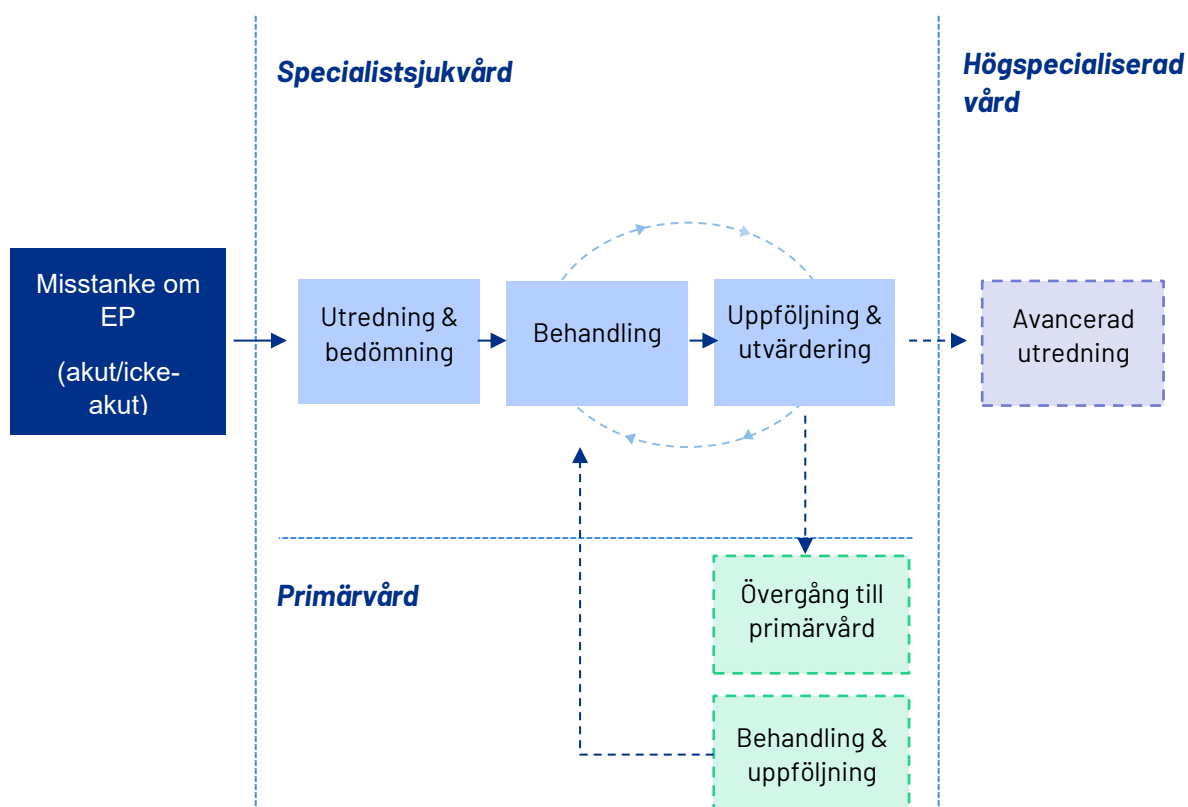 Specialistsjukvård
Högspecialiserad
vård
Misstanke om
EP
(akut/icke-
akut)
Utredning &
bedömning
Behandling
Uppföljning &
utvärdering
Avancerad
utredning
Primärvård
Övergång till
primärvård
Behandling &
uppföljning